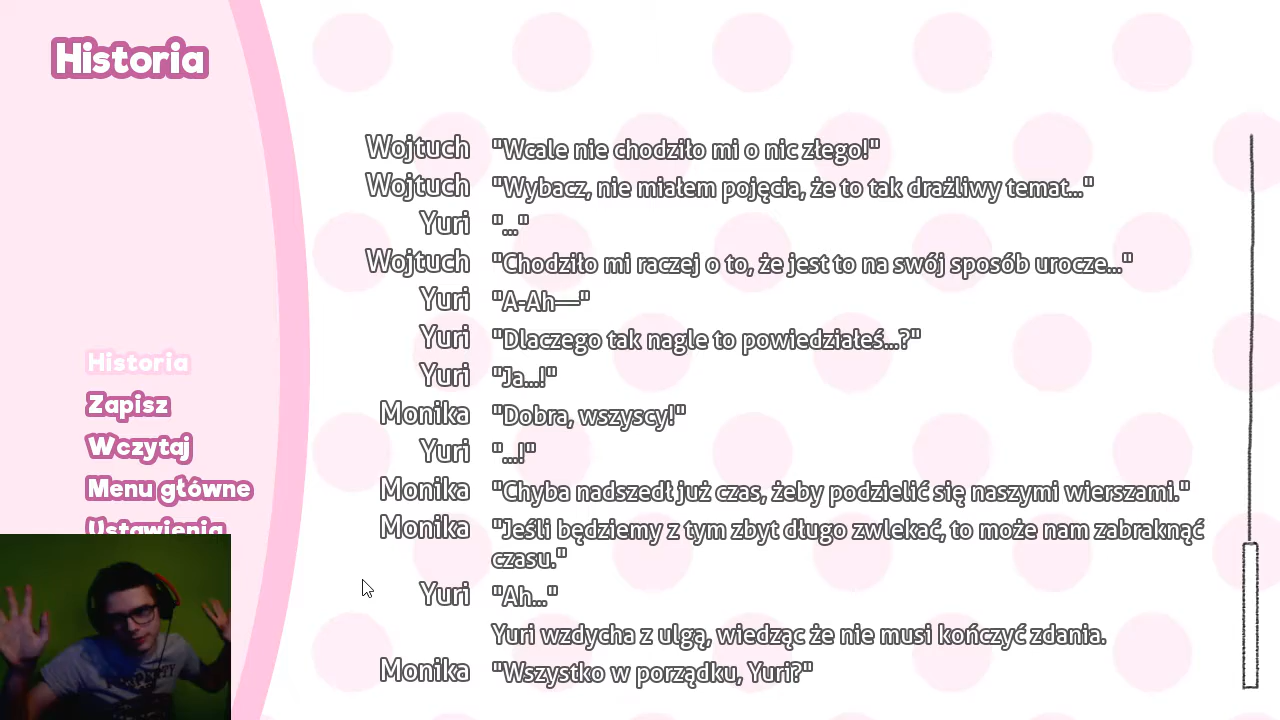 Historia
Wojtuch "Wcale nie chodziło mi o nic złego!"
Wojtuch "Wybacz, nie miałem pojęcia, że to tak drażliwy temat..."
Yuri "..."
Wojtuch "Chodziło mi raczej o to, że jest to na swój sposób urocze..."
Yuri "A-Ah—"
Yuri "Dlaczego tak nagle to powiedziałeś...?"
Yuri "Ja...!"
Monika "Dobra, wszyscy!"
Yuri "...!"
Monika "Chyba nadszedł już czas, żeby podzielić się naszymi wierszami."
Monika "Jeśli będziemy z tym zbyt długo zwlekać, to może nam zabraknąć
czasu."
Yuri "Ah..."
Yuri wzdycha z ulgą, wiedząc że nie musi kończyć zdania.
Monika "Wszystko w porządku, Yuri?"
Historia
Zapisz
Wczytaj
Menu główne
Ustawienia